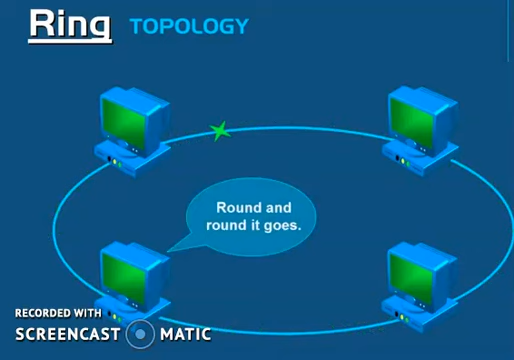 Ring TOPOLOGY
Round and
round it goes.
RECORDED WITH
SCREENCAST MATIC